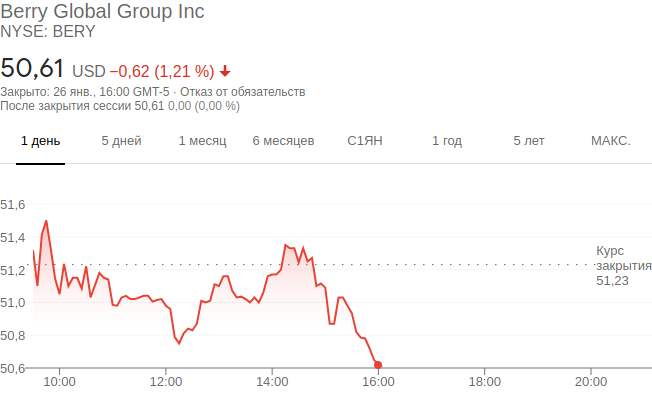 Berry Global Group Inc
NYSE: BERY
50,61 USD −0,62 (1,21 %)
Закрыто: 26 янв., 16:00 GMT-5 · Отказ от обязательств
После закрытия сессии 50,61 0,00 (0,00 %)
1 день 5 дней 1 месяц 6 месяцев С1ЯН 1 год 5 лет МАКС.
51,6
51,4
51,2
51,0
50,8
50,6
Курс
закрытия
51,23
10:00 12:00 14:00 16:00 18:00 20:00